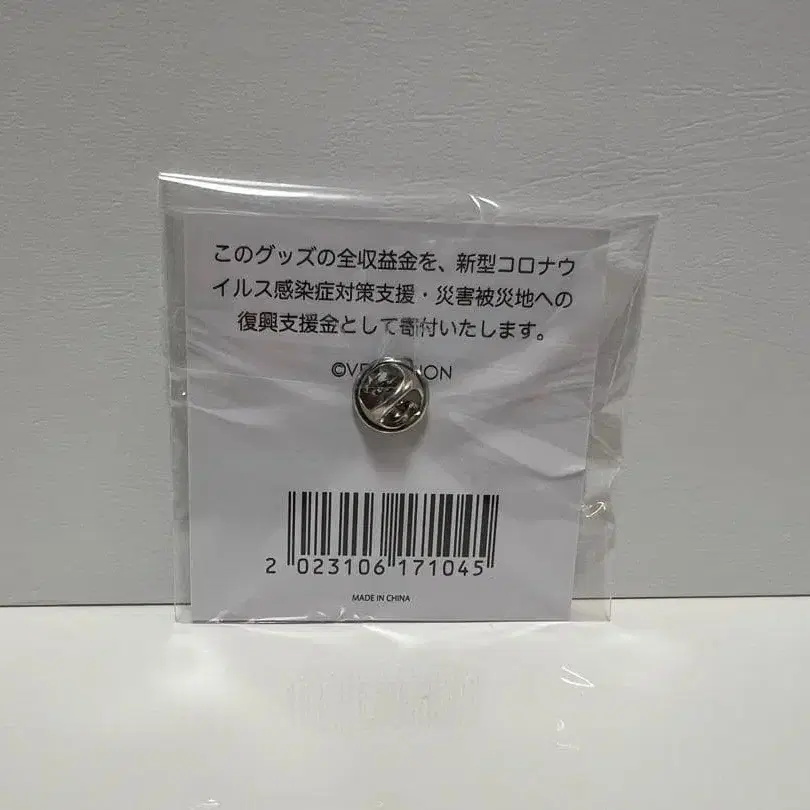 このグッズの全収益金を、新型コロナウ
イルス感染症対策支援・災害被災地への
復興支援金として寄付いたします。
2 023106 171045
MADE IN CHINA